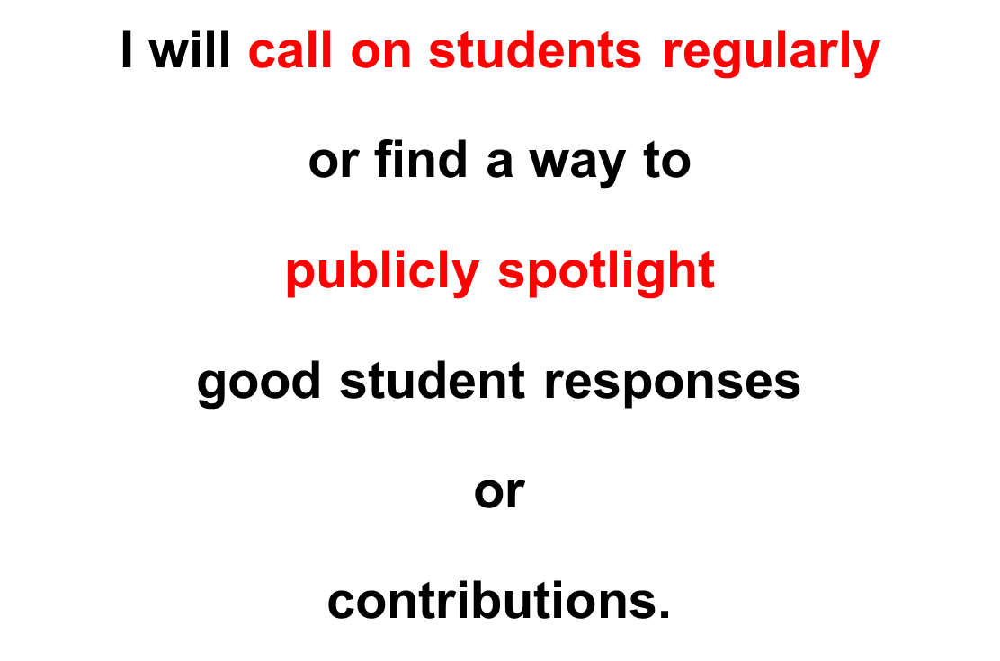 I will call on students regularly
or find a way to
publicly spotlight
good student responses
or
contributions.